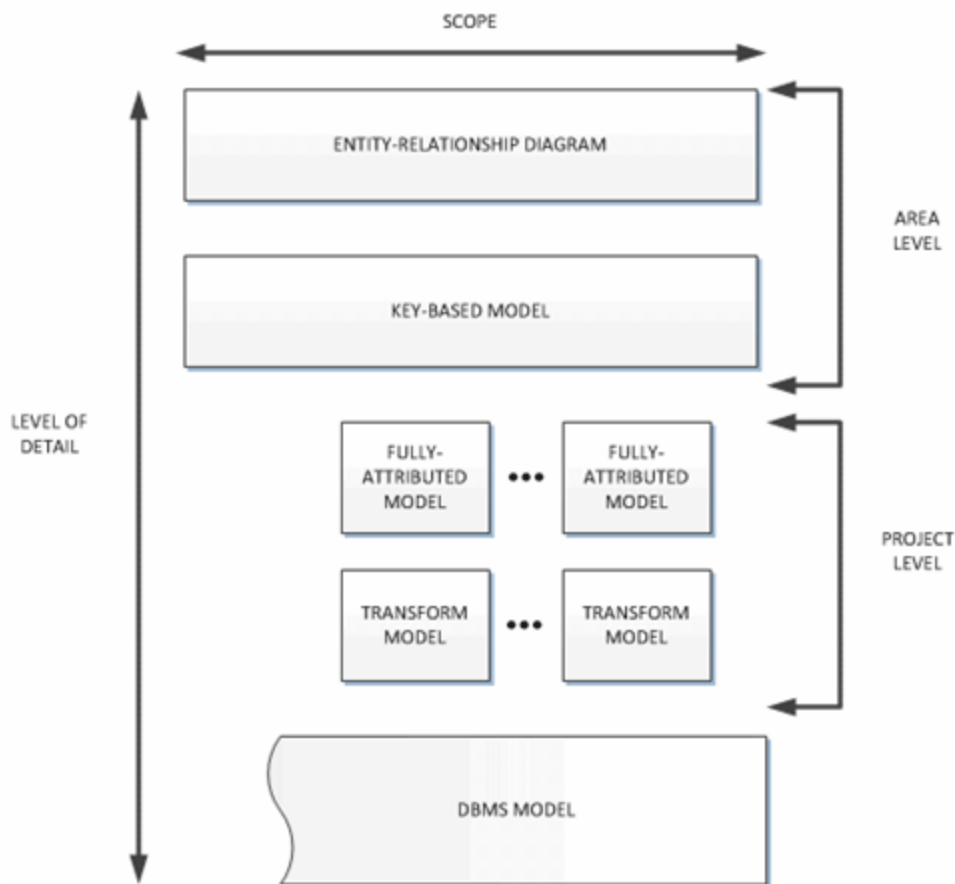 SCOPE
ENTITY-RELATIONSHIP DIAGRAM
AREA
LEVEL
KEY-BASED MODEL
LEVEL OF
DETAIL
FULLY-
ATTRIBUTED
MODEL
•••
FULLY-
ATTRIBUTED
MODEL
PROJECT
LEVEL
TRANSFORM
MODEL
•••
TRANSFORM
MODEL
DBMS MODEL